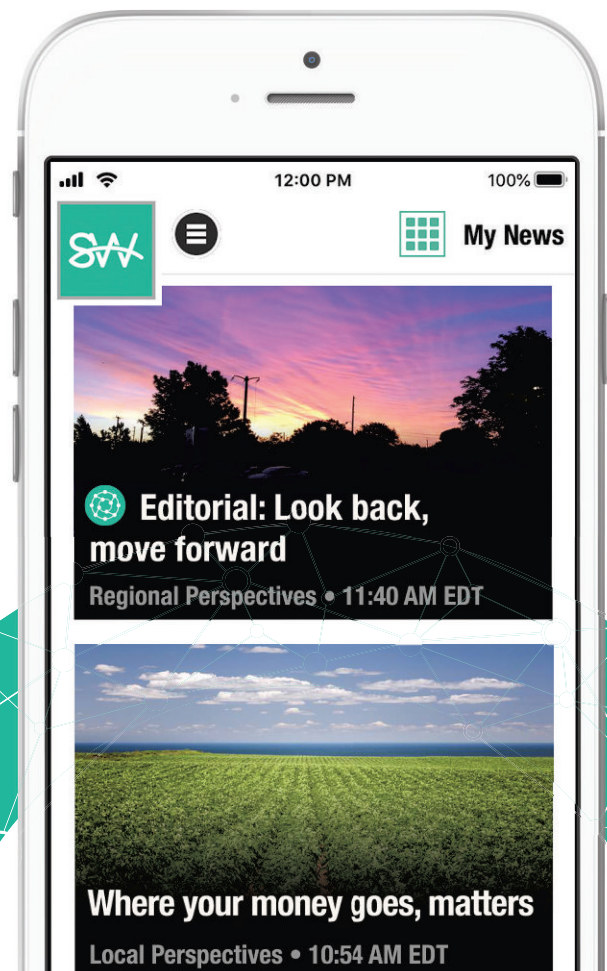 12:00 PM
100%
SW
My News
Editorial: Look back,
move forward
Regional Perspectives • 11:40 AM EDT
Where your money goes, matters
Local Perspectives • 10:54 AM EDT